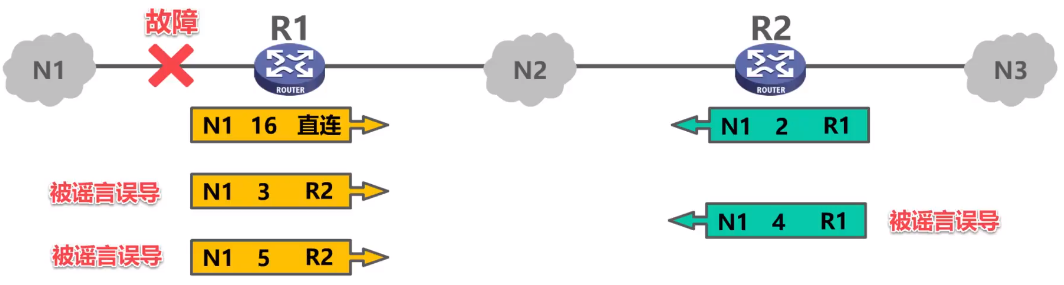 故障
R1
R2
N1
N2
N3
ROUTER
ROUTER
N1 16 直连
N1 2 R1
被谣言误导
N1 3 R2
N1 4 R1
被谣言误导
被谣言误导
N1 5 R2